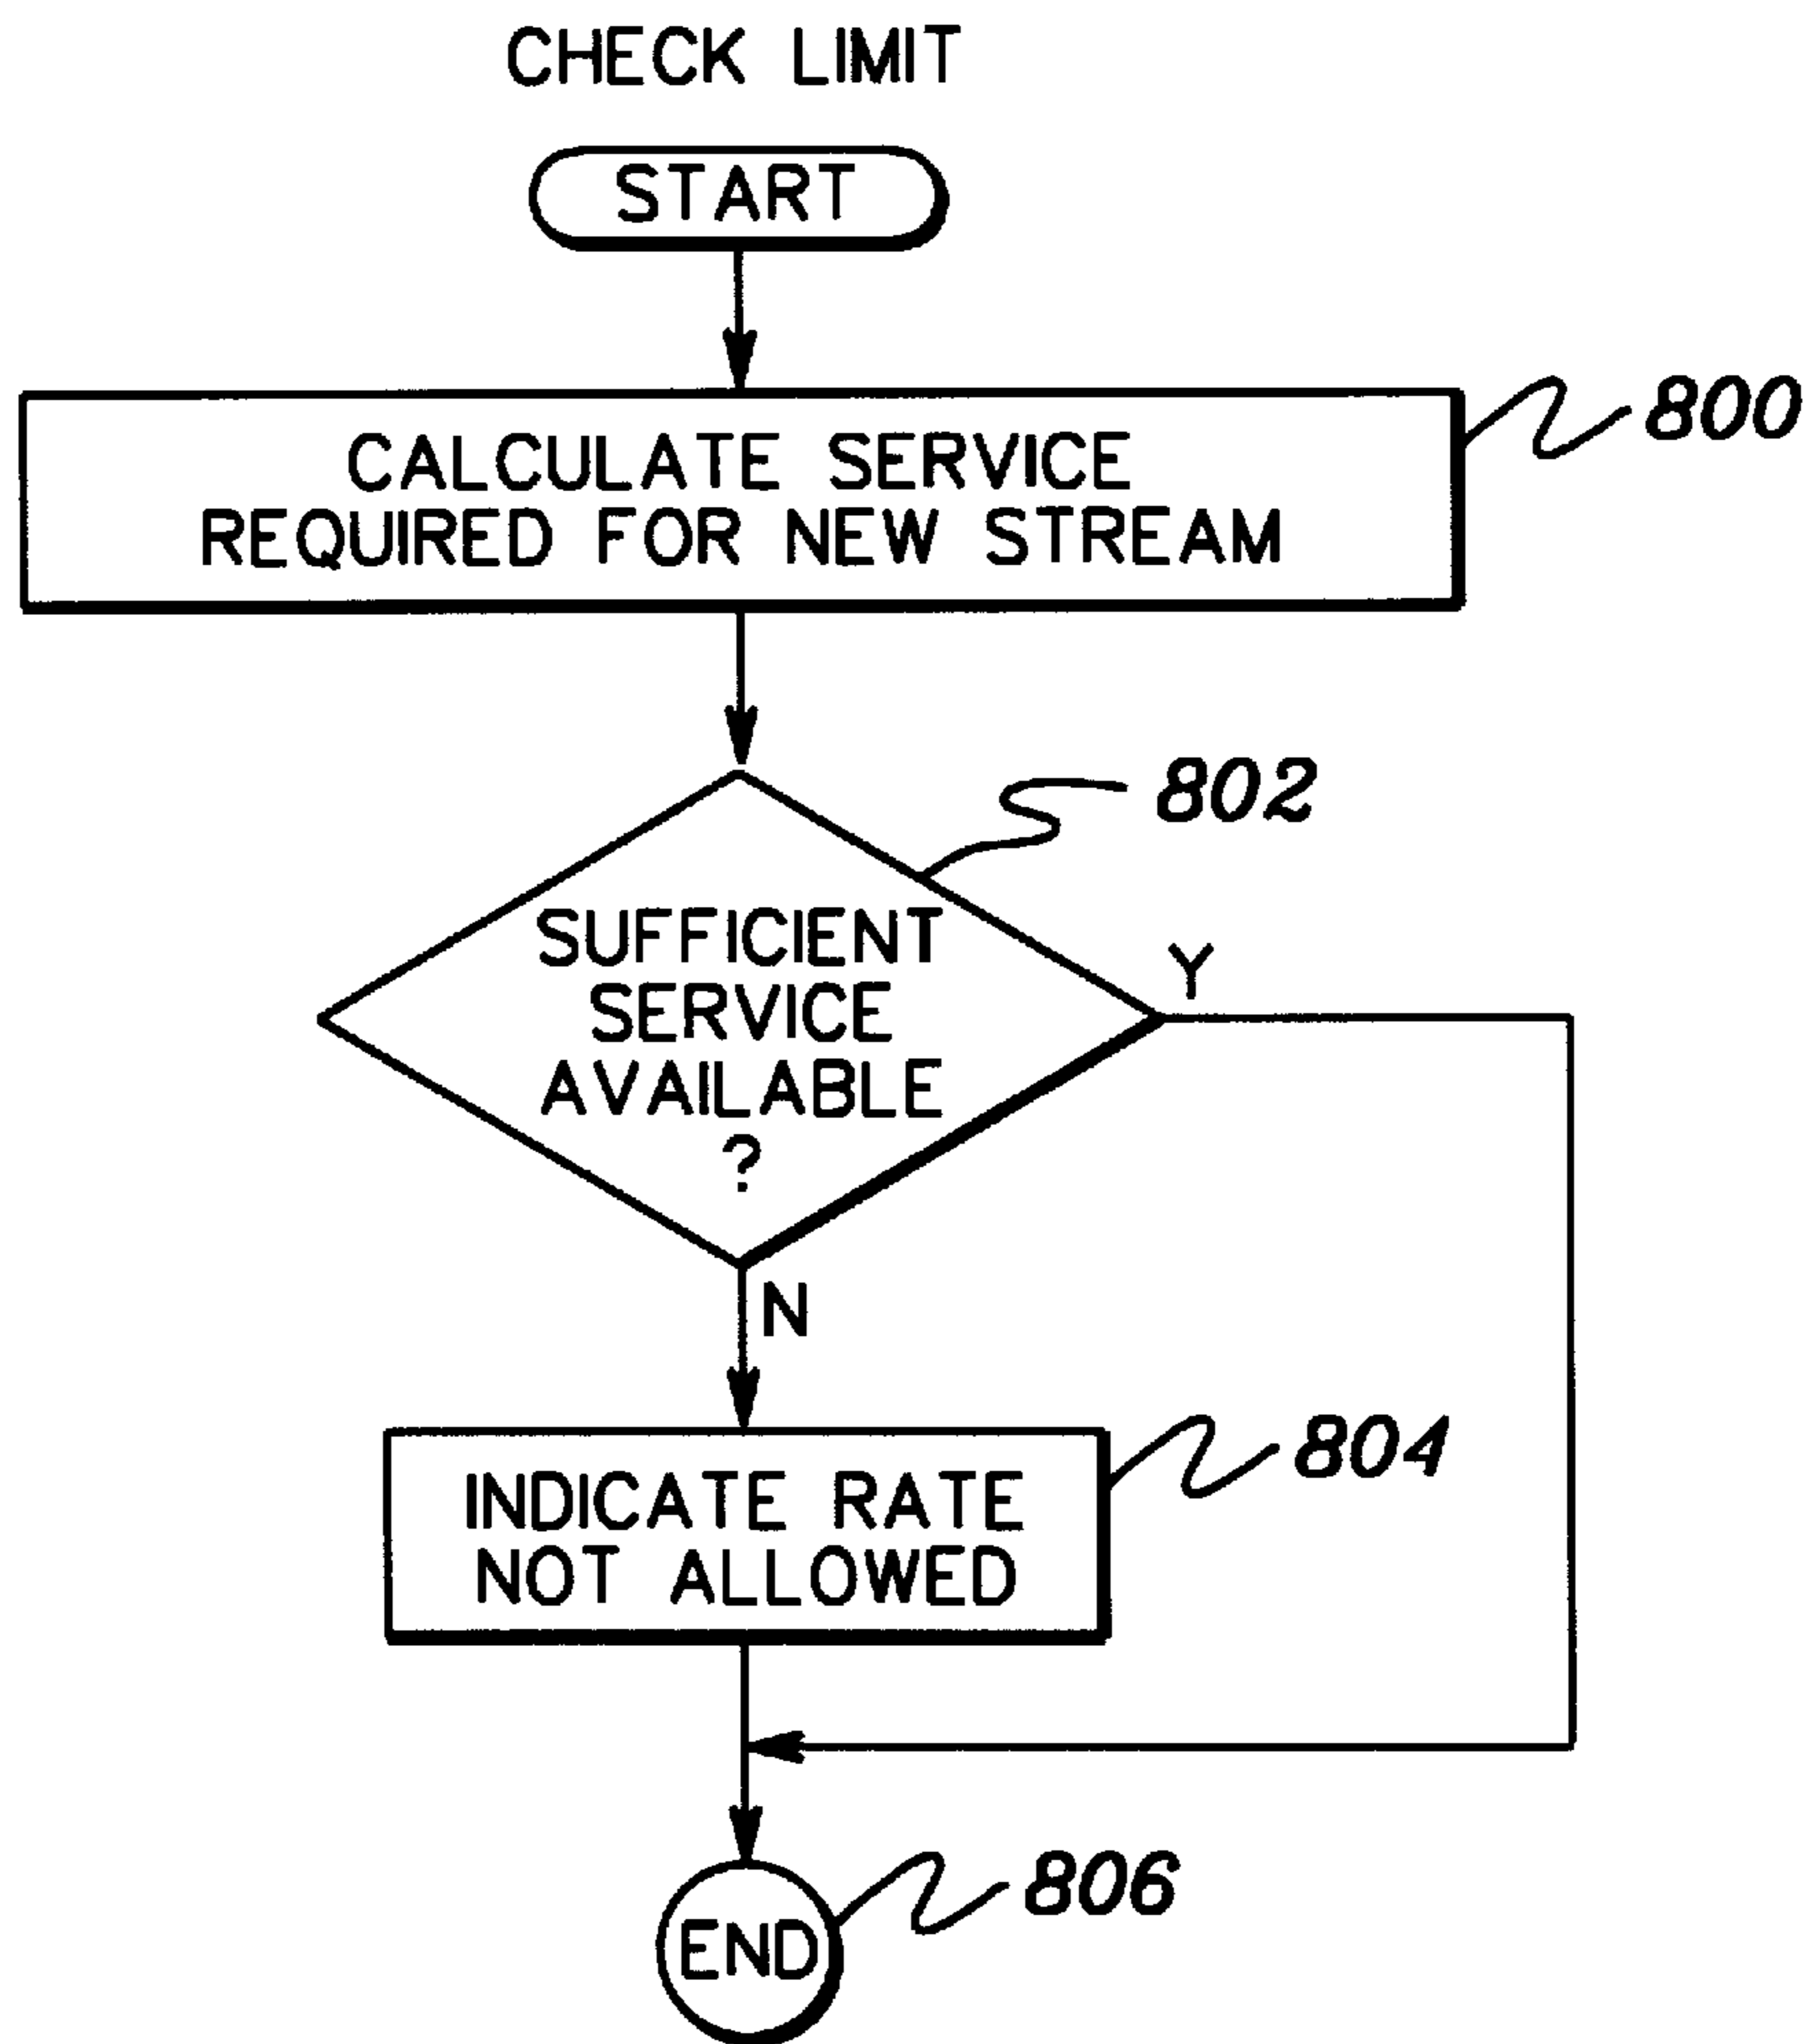 CHECK LIMIT
START
CALCULATE SERVICE
REQUIRED FOR NEW STREAM
800
802
SUFFICIENT
SERVICE
AVAILABLE
?
Y
N
INDICATE RATE
NOT ALLOWED
804
END
806